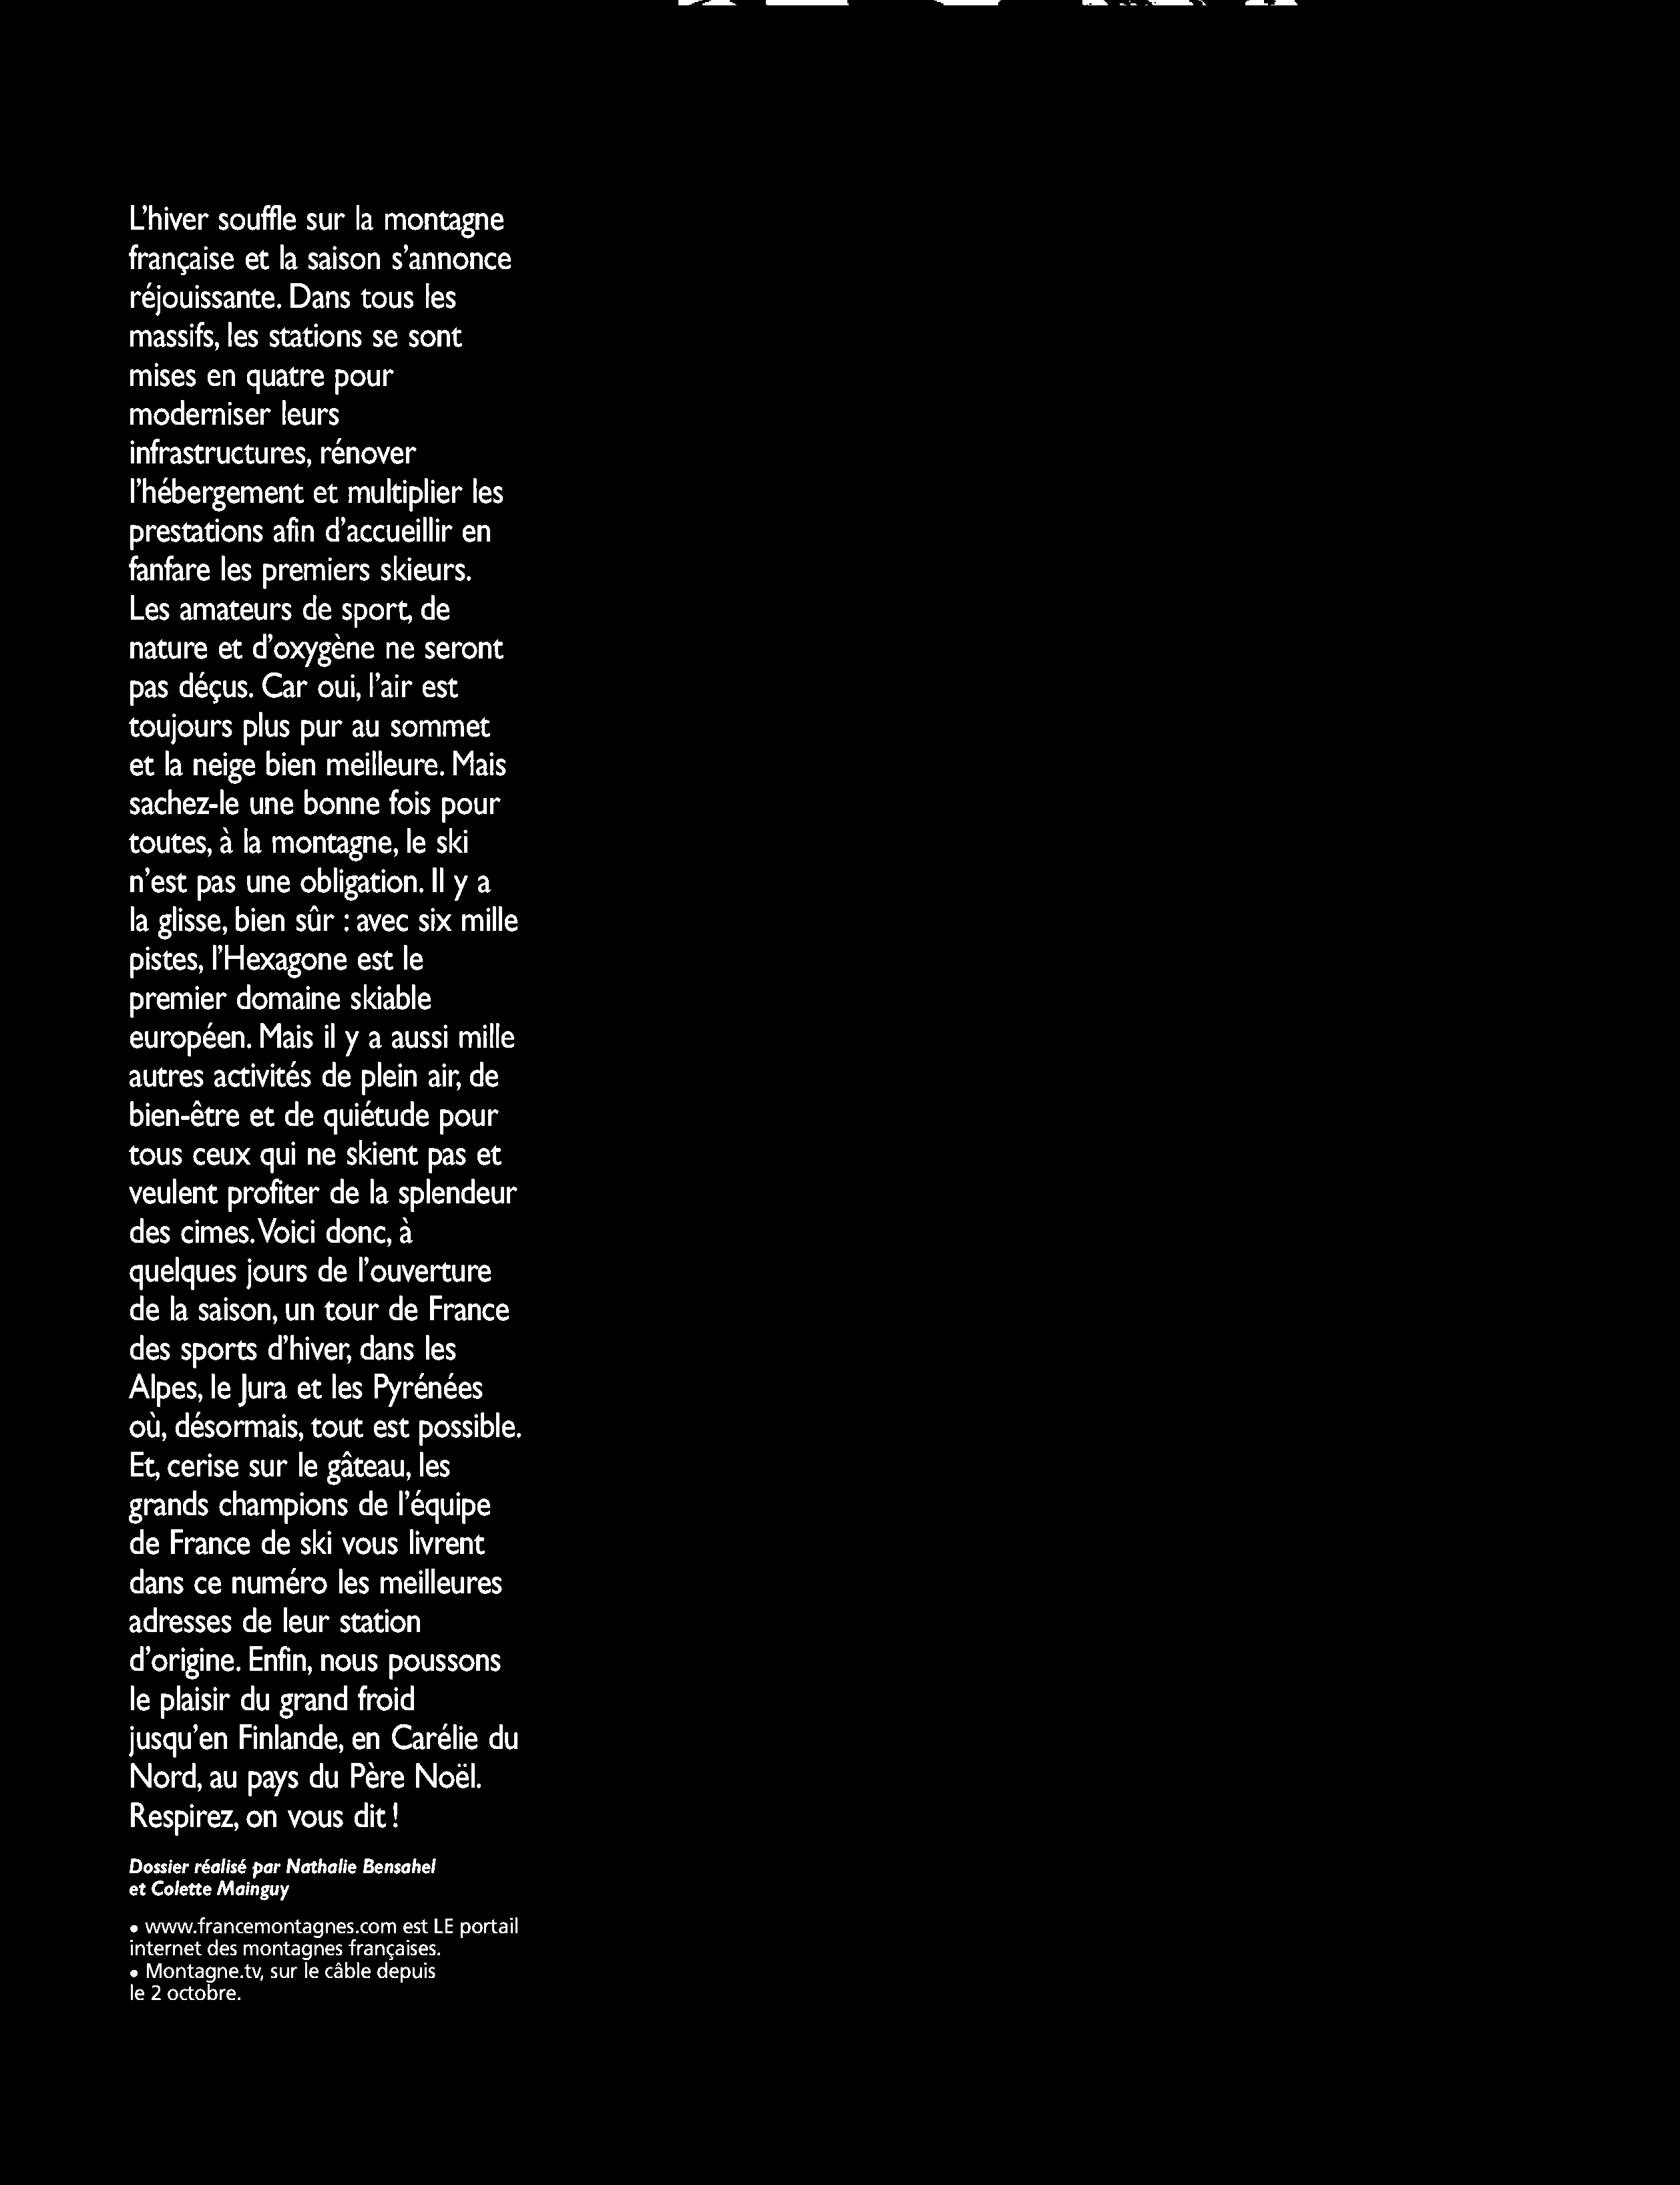 L'hiver souffle sur la montagne
française et la saison s'annonce
réjouissante. Dans tous les
massifs, les stations se sont
mises en quatre pour
moderniser leurs
infrastructures, rénover
l'hébergement et multiplier les
prestations afin d'accueillir en
fanfare les premiers skieurs.
Les amateurs de sport, de
nature et d'oxygène ne seront
pas déçus. Car oui, l'air est
toujours plus pur au sommet
et la neige bien meilleure. Mais
sachez-le une bonne fois pour
toutes, à la montagne, le ski
n'est pas une obligation. Il y a
la glisse, bien sûr : avec six mille
pistes, l'Hexagone est le
premier domaine skiable
européen. Mais il y a aussi mille
autres activités de plein air, de
bien-être et de quiétude pour
tous ceux qui ne skient pas et
veulent profiter de la splendeur
des cimes. Voici donc, à
quelques jours de l'ouverture
de la saison, un tour de France
des sports d'hiver, dans les
Alpes, le Jura et les Pyrénées
où, désormais, tout est possible.
Et, cerise sur le gâteau, les
grands champions de l'équipe
de France de ski vous livrent
dans ce numéro les meilleures
adresses de leur station
d'origine. Enfin, nous poussons
le plaisir du grand froid
jusqu'en Finlande, en Carélie du
Nord, au pays du Père Noël.
Respirez, on vous dit !
Dossier réalisé par Nathalie Bensahel
et Colette Mainguy
• www.francemontagnes.com est LE portail
internet des montagnes françaises.
• Montagne.tv, sur le câble depuis
le 2 octobre.